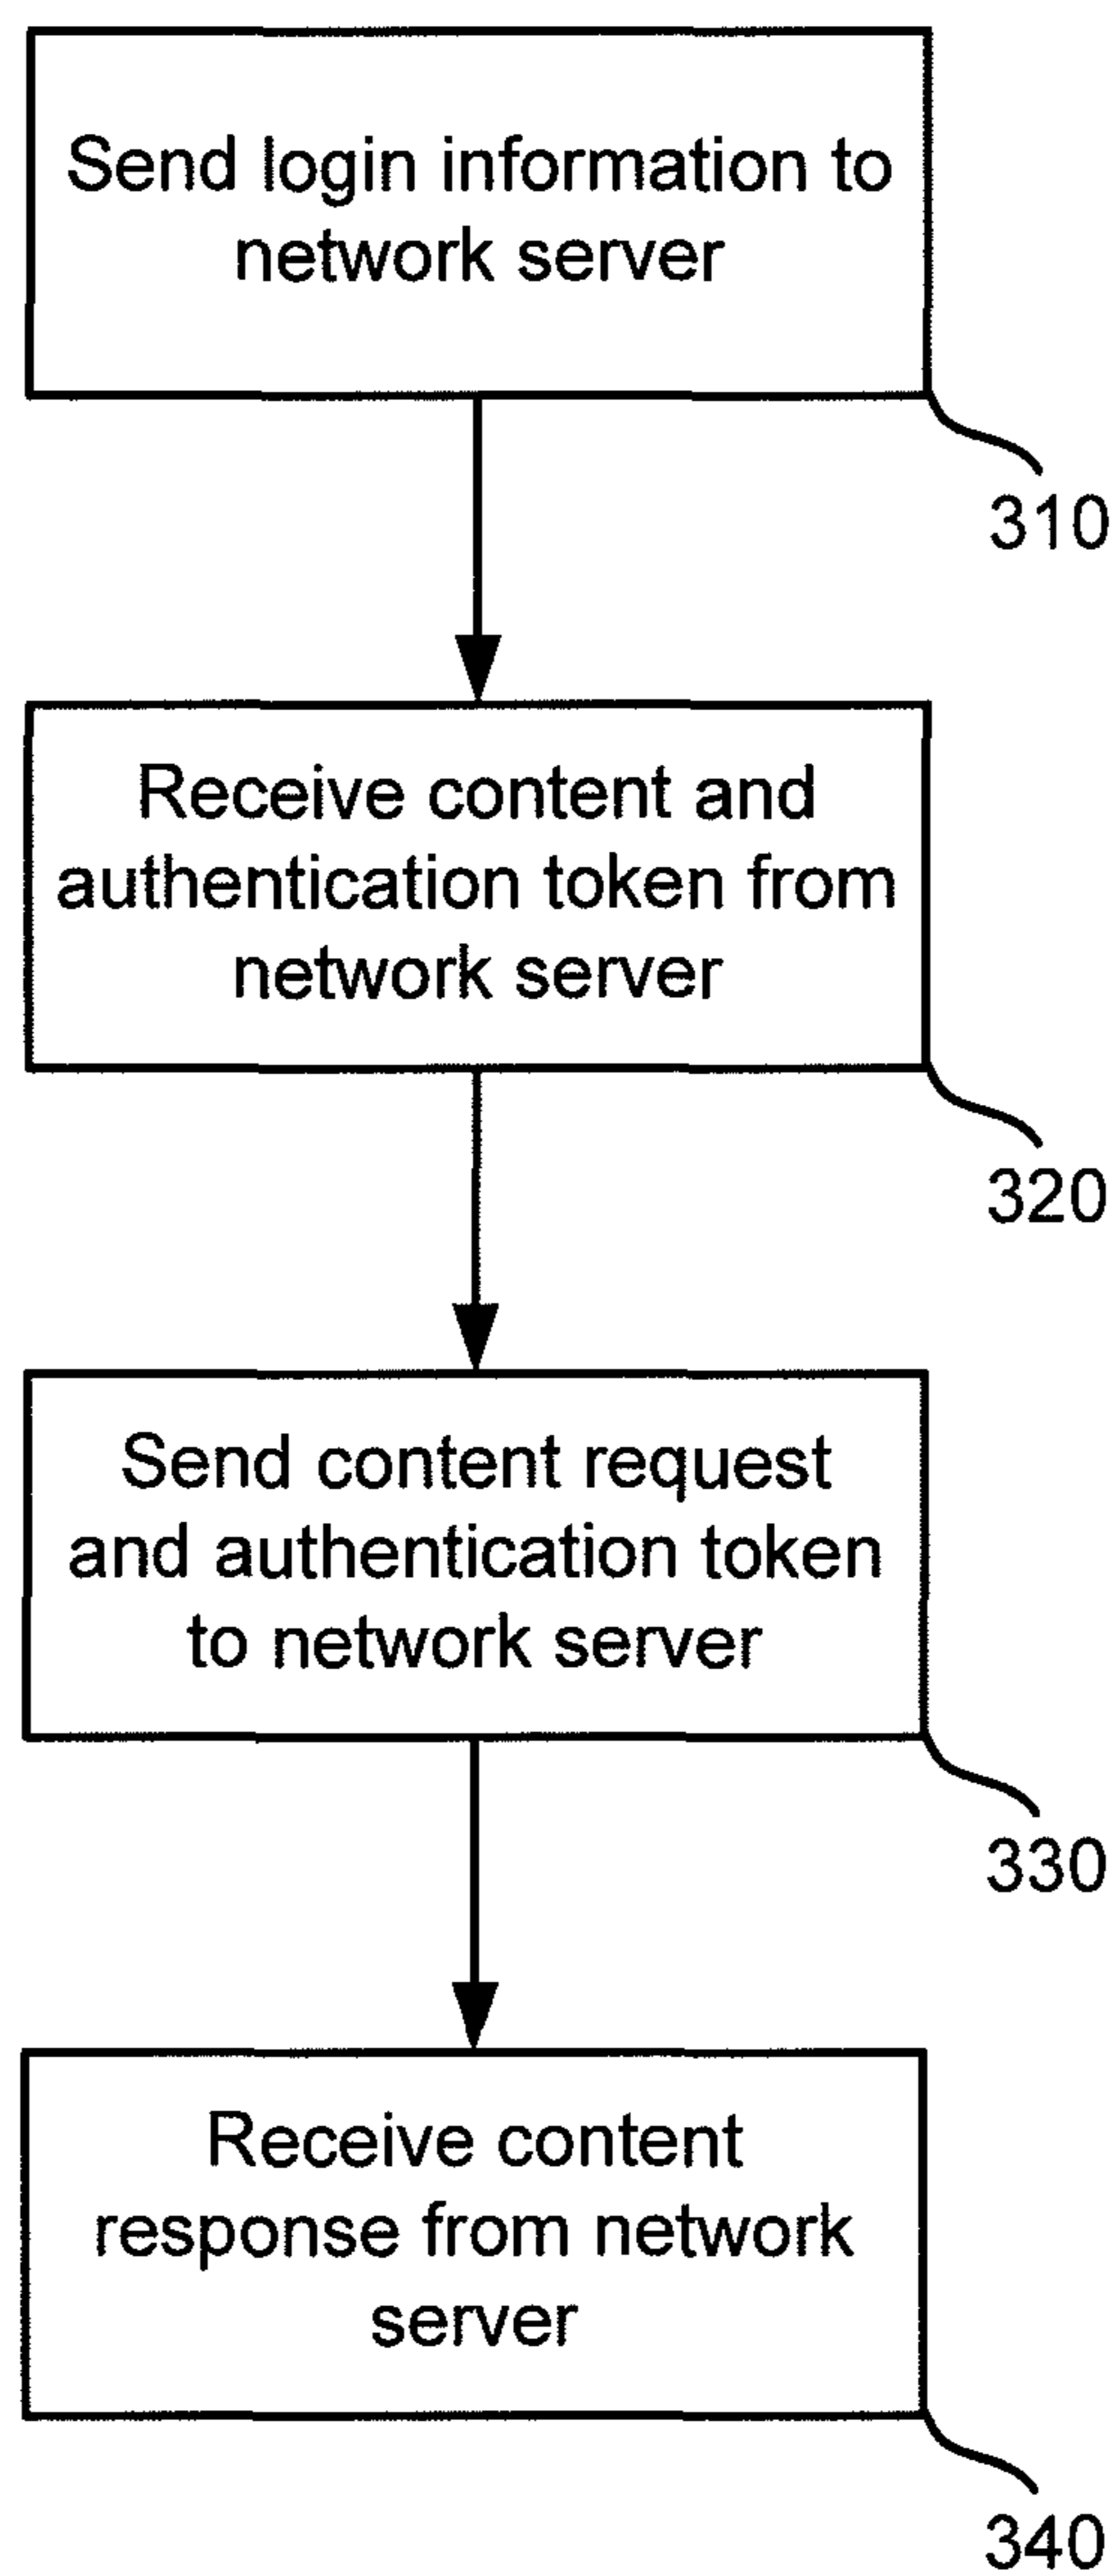 Send login information to
network server
310
Receive content and
authentication token from
network server
320
Send content request
and authentication token
to network server
330
Receive content
response from network
server
340